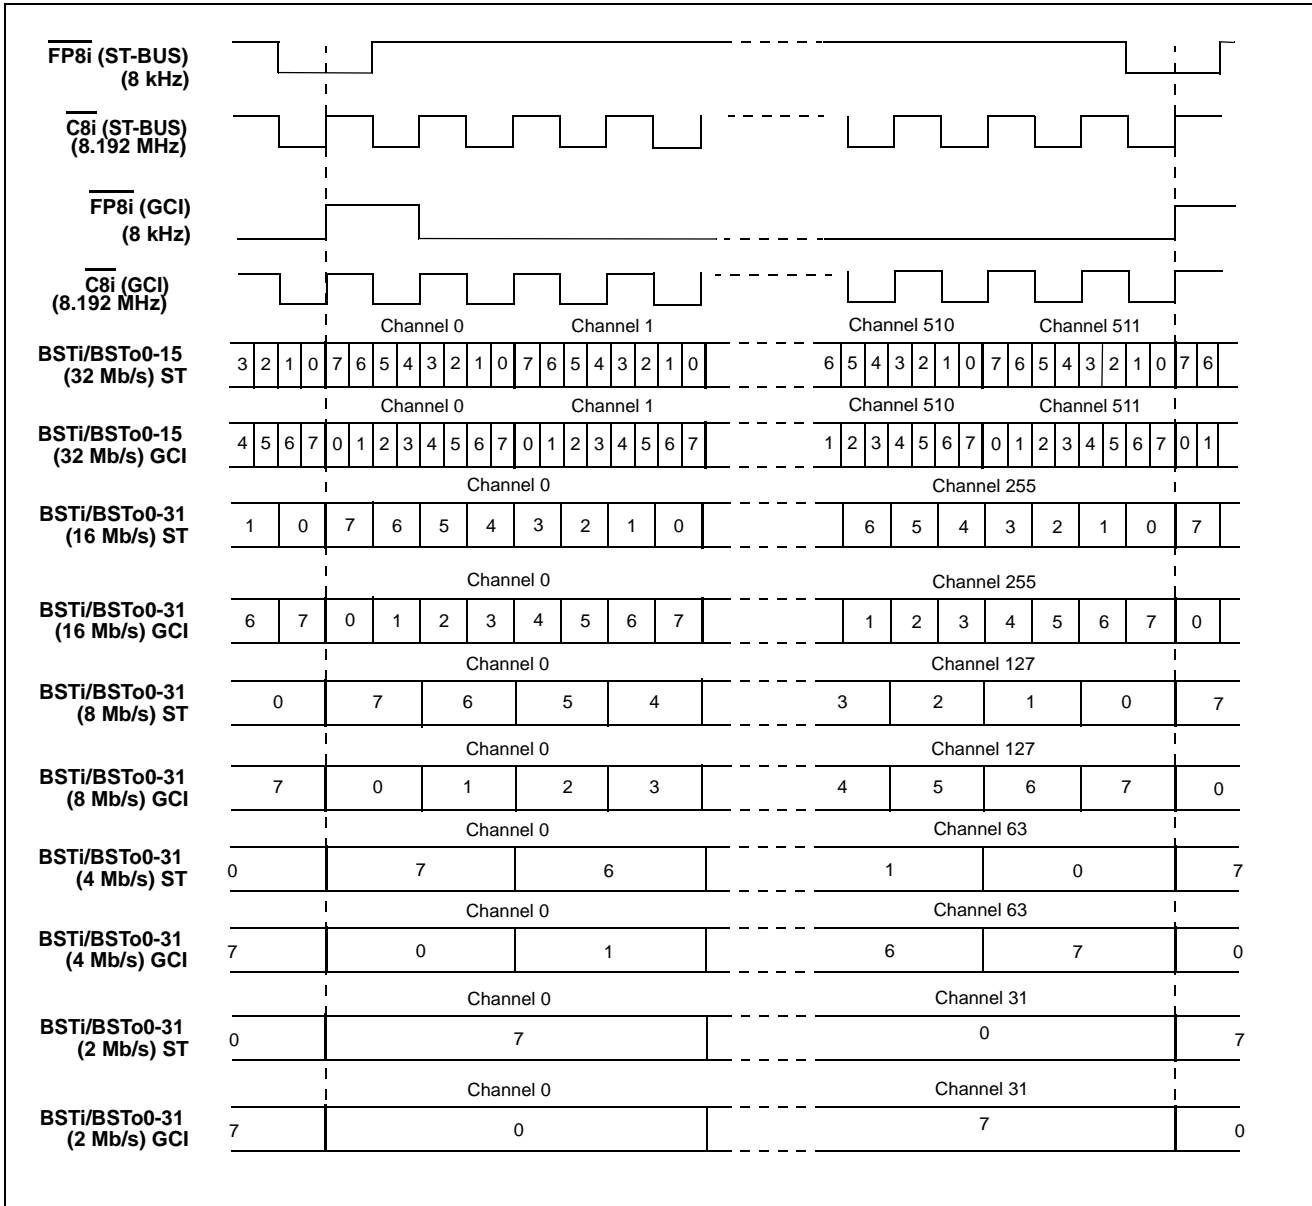 FP8i (ST-BUS)
(8 kHz)
C8i (ST-BUS)
(8.192 MHz)
FP8i (GCI)
(8 kHz)
C8i (GCI)
(8.192 MHz)
Channel 0 Channel 1 Channel 510 Channel 511
BSTi/BSTo0-15
(32 Mb/s) ST
3 2 1 0 7 6 5 4 3 2 1 0 7 6 5 4 3 2 1 0 6 5 4 3 2 1 0 7 6 5 4 3 2 1 0 7 6
Channel 0 Channel 1 Channel 510 Channel 511
BSTi/BSTo0-15
(32 Mb/s) GCI
4 5 6 7 0 1 2 3 4 5 6 7 0 1 2 3 4 5 6 7 1 2 3 4 5 6 7 0 1 2 3 4 5 6 7 0 1
Channel 0 Channel 255
BSTi/BSTo0-31
(16 Mb/s) ST
1 0 7 6 5 4 3 2 1 0 6 5 4 3 2 1 0 7
Channel 0 Channel 255
BSTi/BSTo0-31
(16 Mb/s) GCI
6 7 0 1 2 3 4 5 6 7 1 2 3 4 5 6 7 0
Channel 0 Channel 127
BSTi/BSTo0-31
(8 Mb/s) ST
0 7 6 5 4 3 2 1 0 7
Channel 0 Channel 127
BSTi/BSTo0-31
(8 Mb/s) GCI
7 0 1 2 3 4 5 6 7 0
Channel 0 Channel 63
BSTi/BSTo0-31
(4 Mb/s) ST
0 7 6 1 0 7
Channel 0 Channel 63
BSTi/BSTo0-31
(4 Mb/s) GCI
7 0 1 6 7 0
Channel 0 Channel 31
BSTi/BSTo0-31
(2 Mb/s) ST
0 7 0 7
Channel 0 Channel 31
BSTi/BSTo0-31
(2 Mb/s) GCI
7 0 7 0